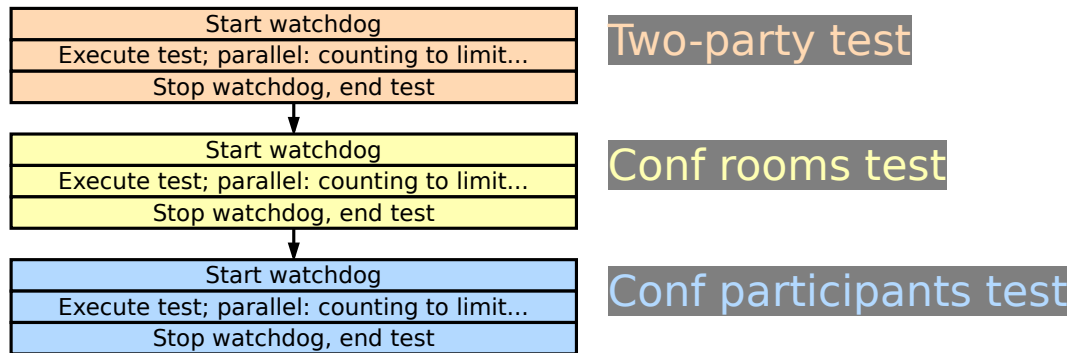 Start watchdog
Execute test; parallel: counting to limit...
Stop watchdog, end test
Two-party test
Start watchdog
Execute test; parallel: counting to limit...
Stop watchdog, end test
Conf rooms test
Start watchdog
Execute test; parallel: counting to limit...
Stop watchdog, end test
Conf participants test